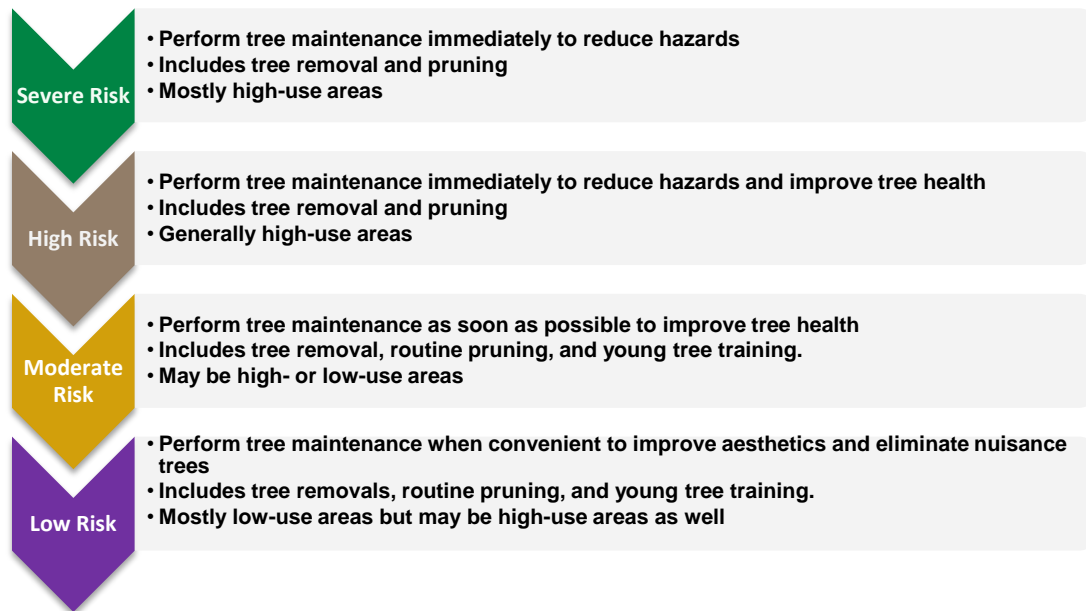 Severe Risk
• Perform tree maintenance immediately to reduce hazards
• Includes tree removal and pruning
• Mostly high-use areas
High Risk
• Perform tree maintenance immediately to reduce hazards and improve tree health
• Includes tree removal and pruning
• Generally high-use areas
Moderate
Risk
• Perform tree maintenance as soon as possible to improve tree health
• Includes tree removal, routine pruning, and young tree training.
• May be high- or low-use areas
Low Risk
• Perform tree maintenance when convenient to improve aesthetics and eliminate nuisance
trees
• Includes tree removals, routine pruning, and young tree training.
• Mostly low-use areas but may be high-use areas as well